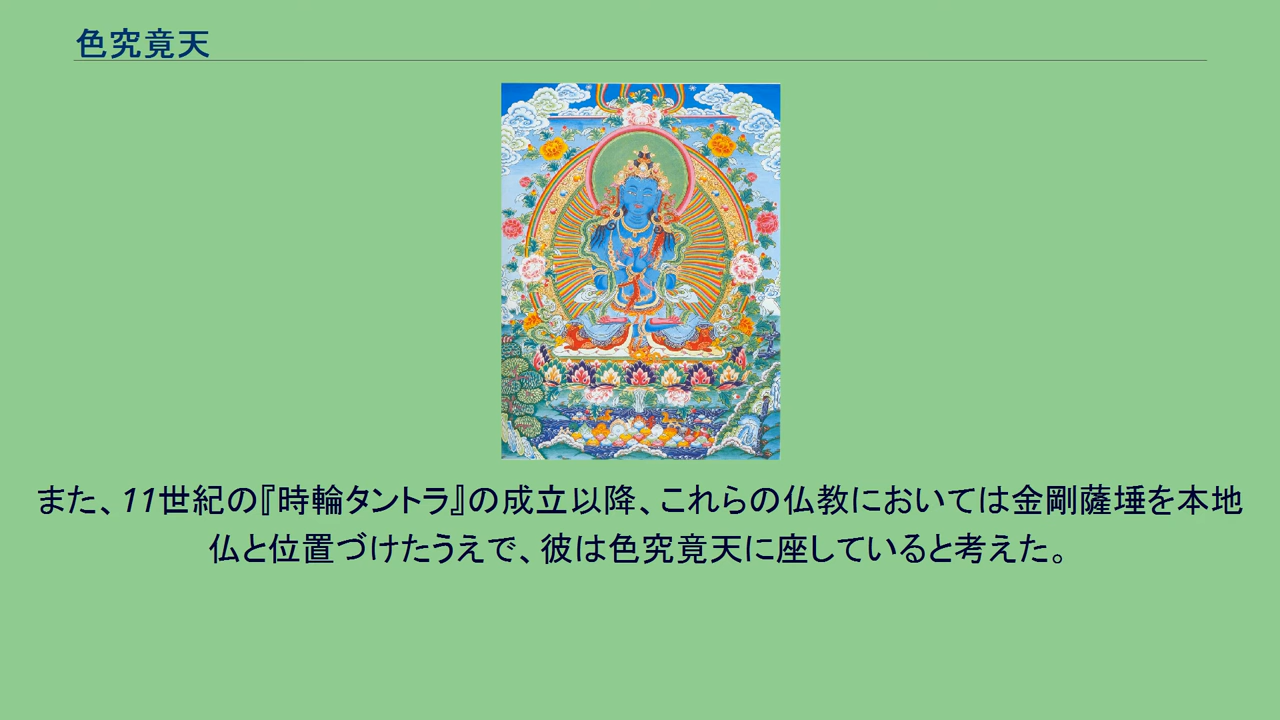 色究竟天
また、11世紀の『時輪タントラ』の成立以降、これらの仏教においては金剛薩埵を本地
仏と位置づけたうえで、彼は色究竟天に座していると考えた。